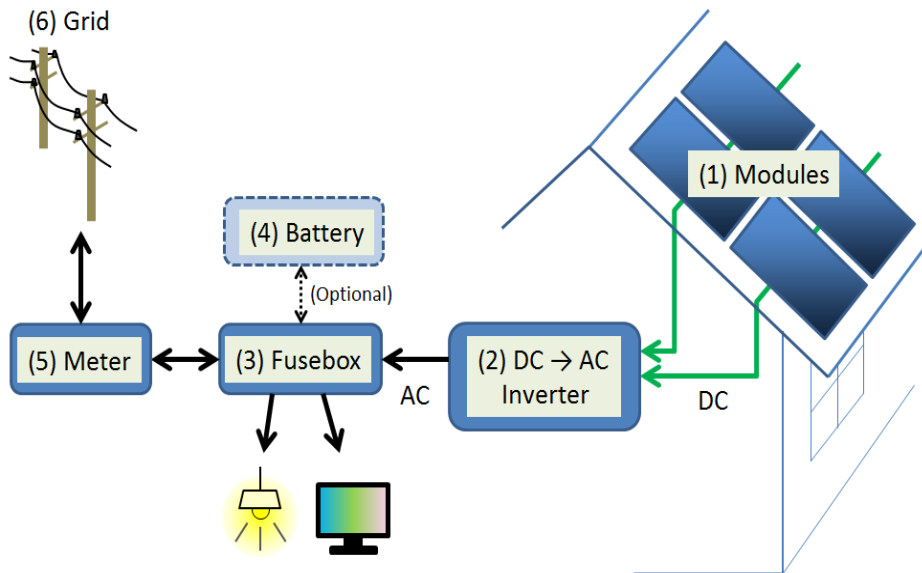 (6) Grid
(1) Modules
(4) Battery
(Optional)
(5) Meter
(3) Fusebox
(2) DC → AC
Inverter
AC
DC